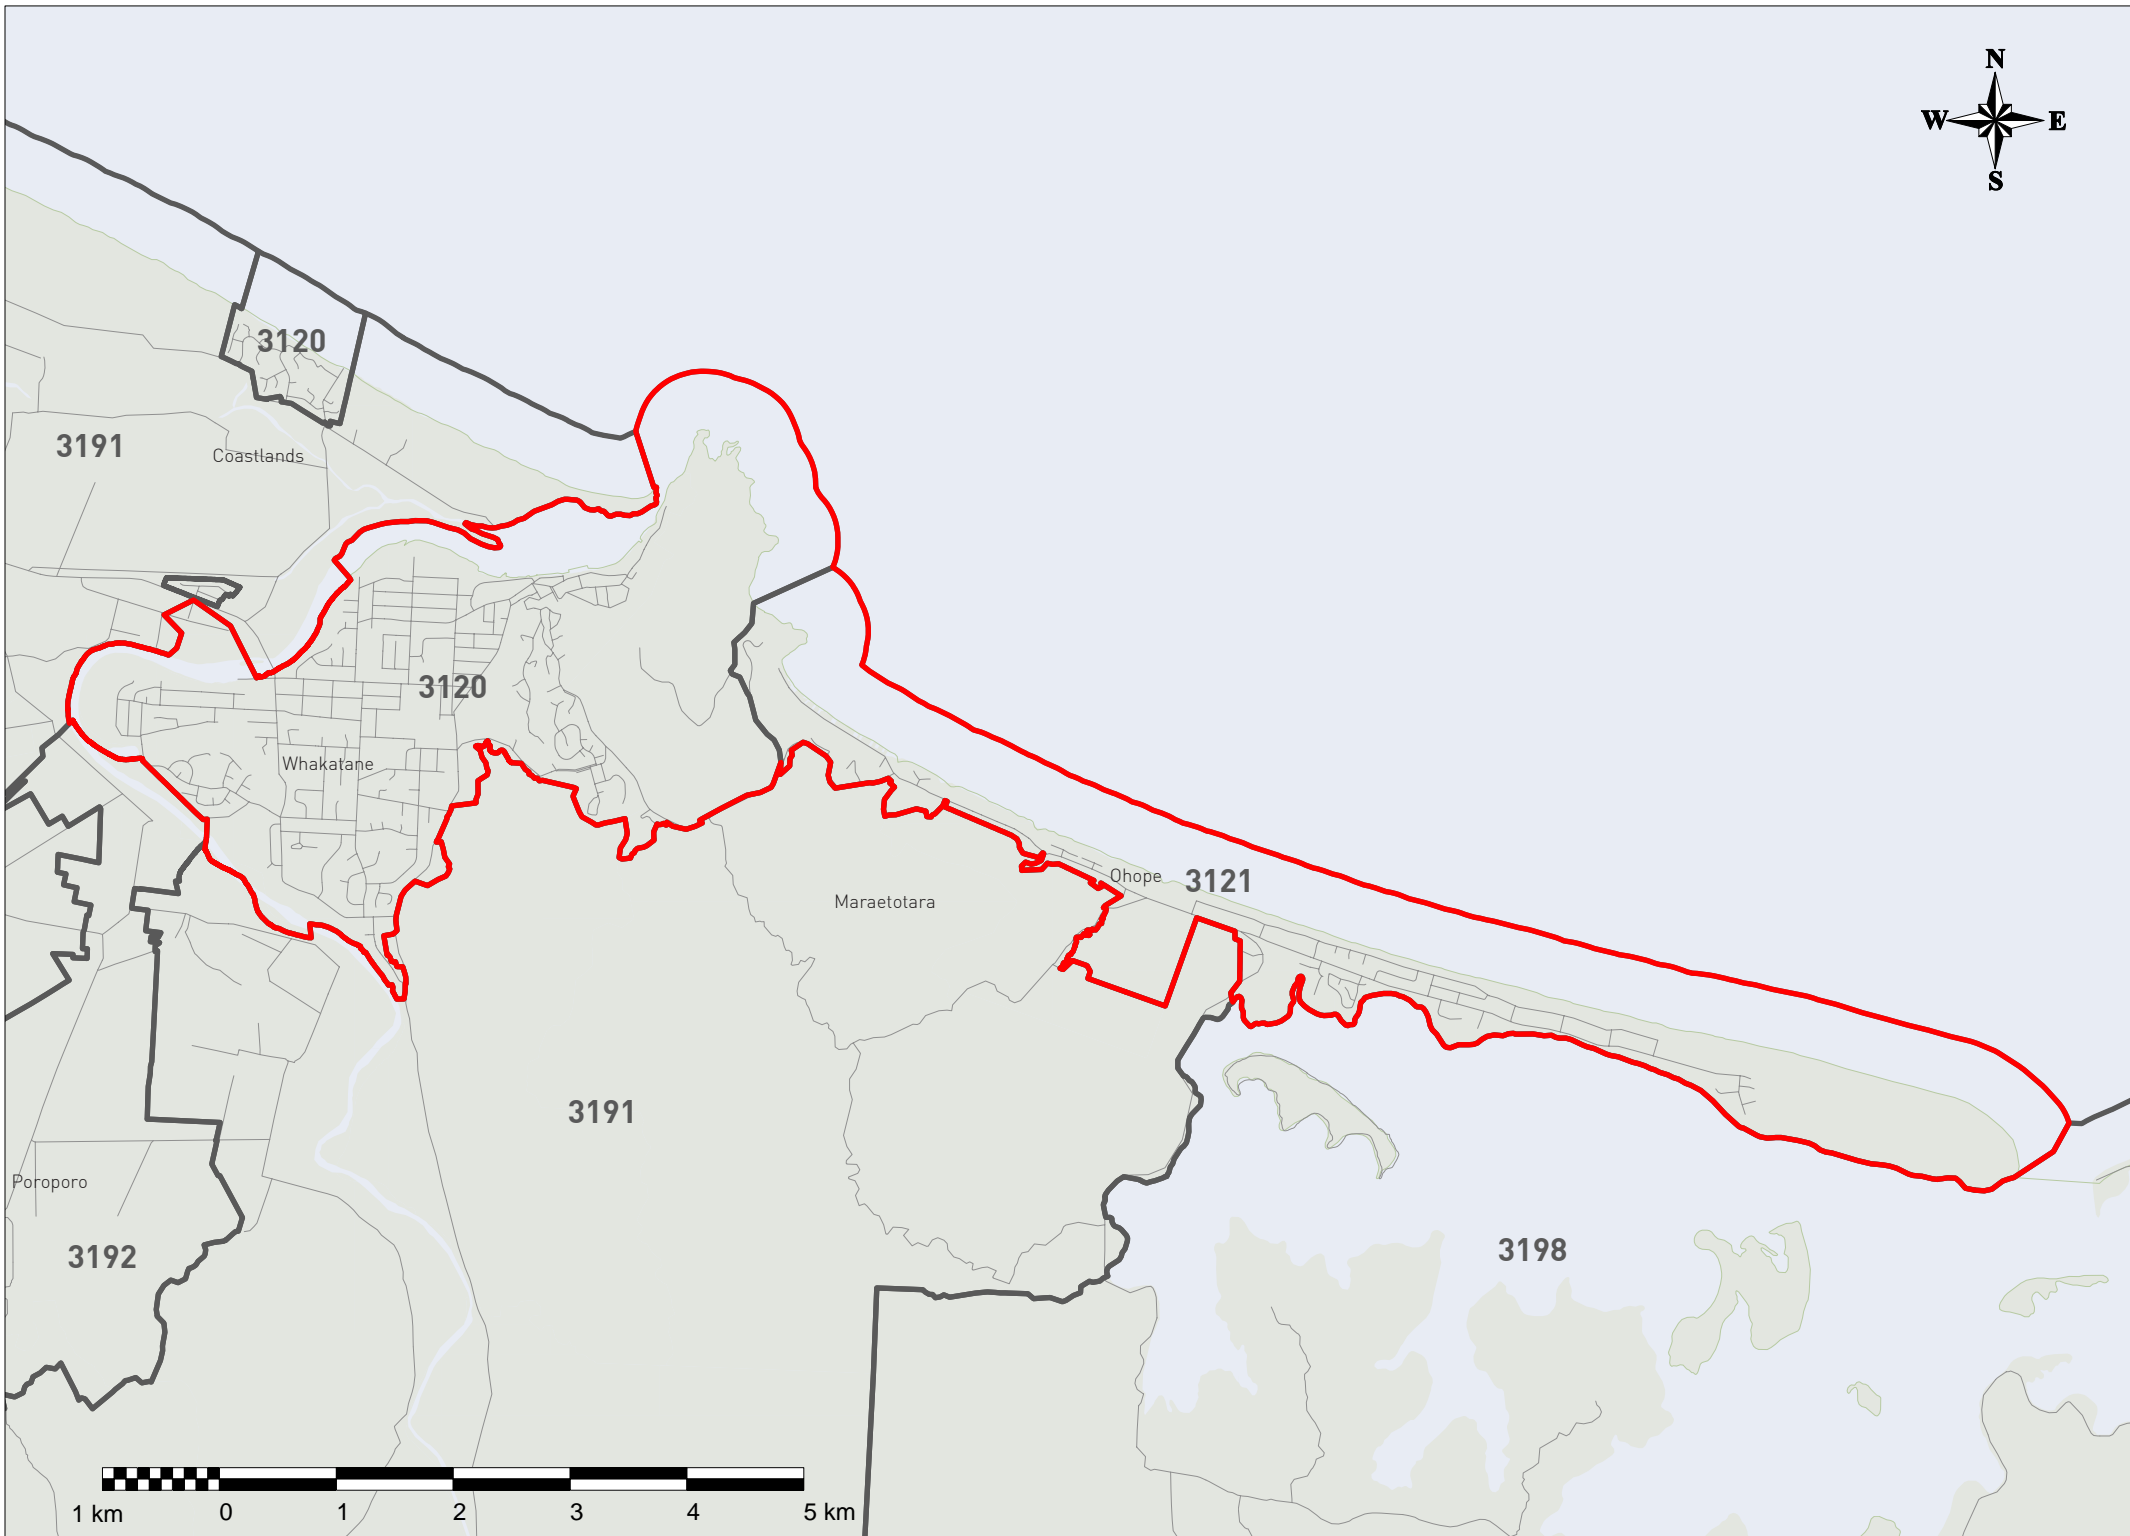 N
W E
S
3120
3191
Coastlands
3120
Whakatane
Ohope
3121
Maraetotara
3191
Poroporo
3192
3198
1 km 0 1 2 3 4 5 km